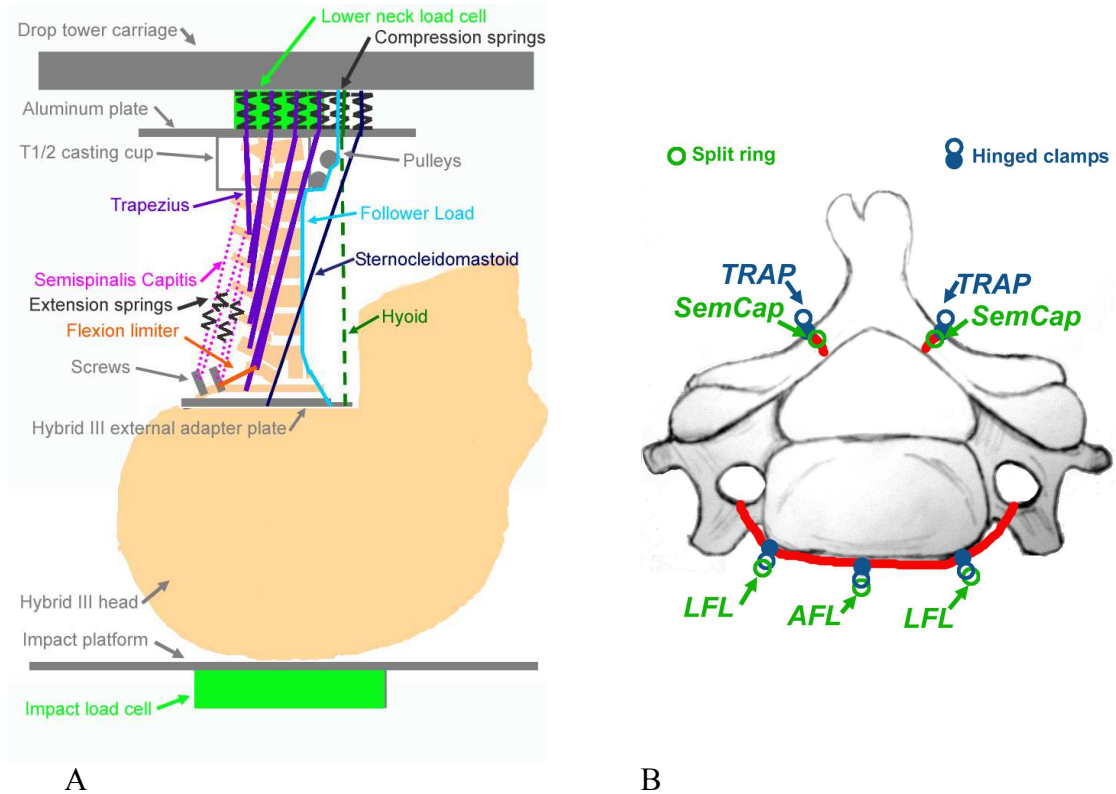 Lower neck load cell
Drop tower carriage
Compression springs
Aluminum plate
T1/2 casting cup
Pulleys
Trapezius
Follower Load
Sternocleidomastoid
Semispinalis Capitis
Extension springs
Hyoid
Flexion limiter
Screws
Hybrid III external adapter plate
Hybrid III head
Impact platform
Impact load cell
A
Split ring
Hinged clamps
TRAP
TRAP
SemCap
SemCap
LFL
AFL
LFL
B